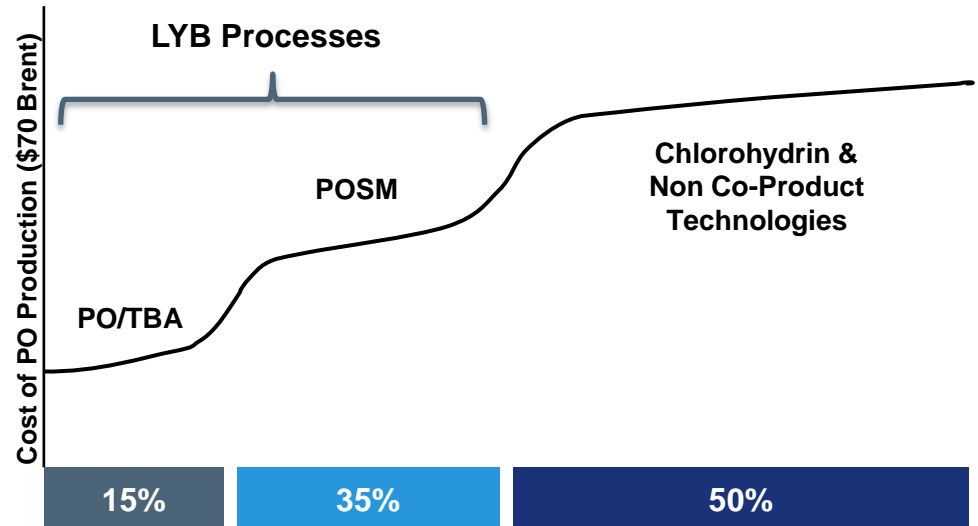 LYB Processes
Cost of PO Production ($70 Brent)
PO/TBA
POSM
Chlorohydrin &
Non Co-Product
Technologies
15%
35%
50%